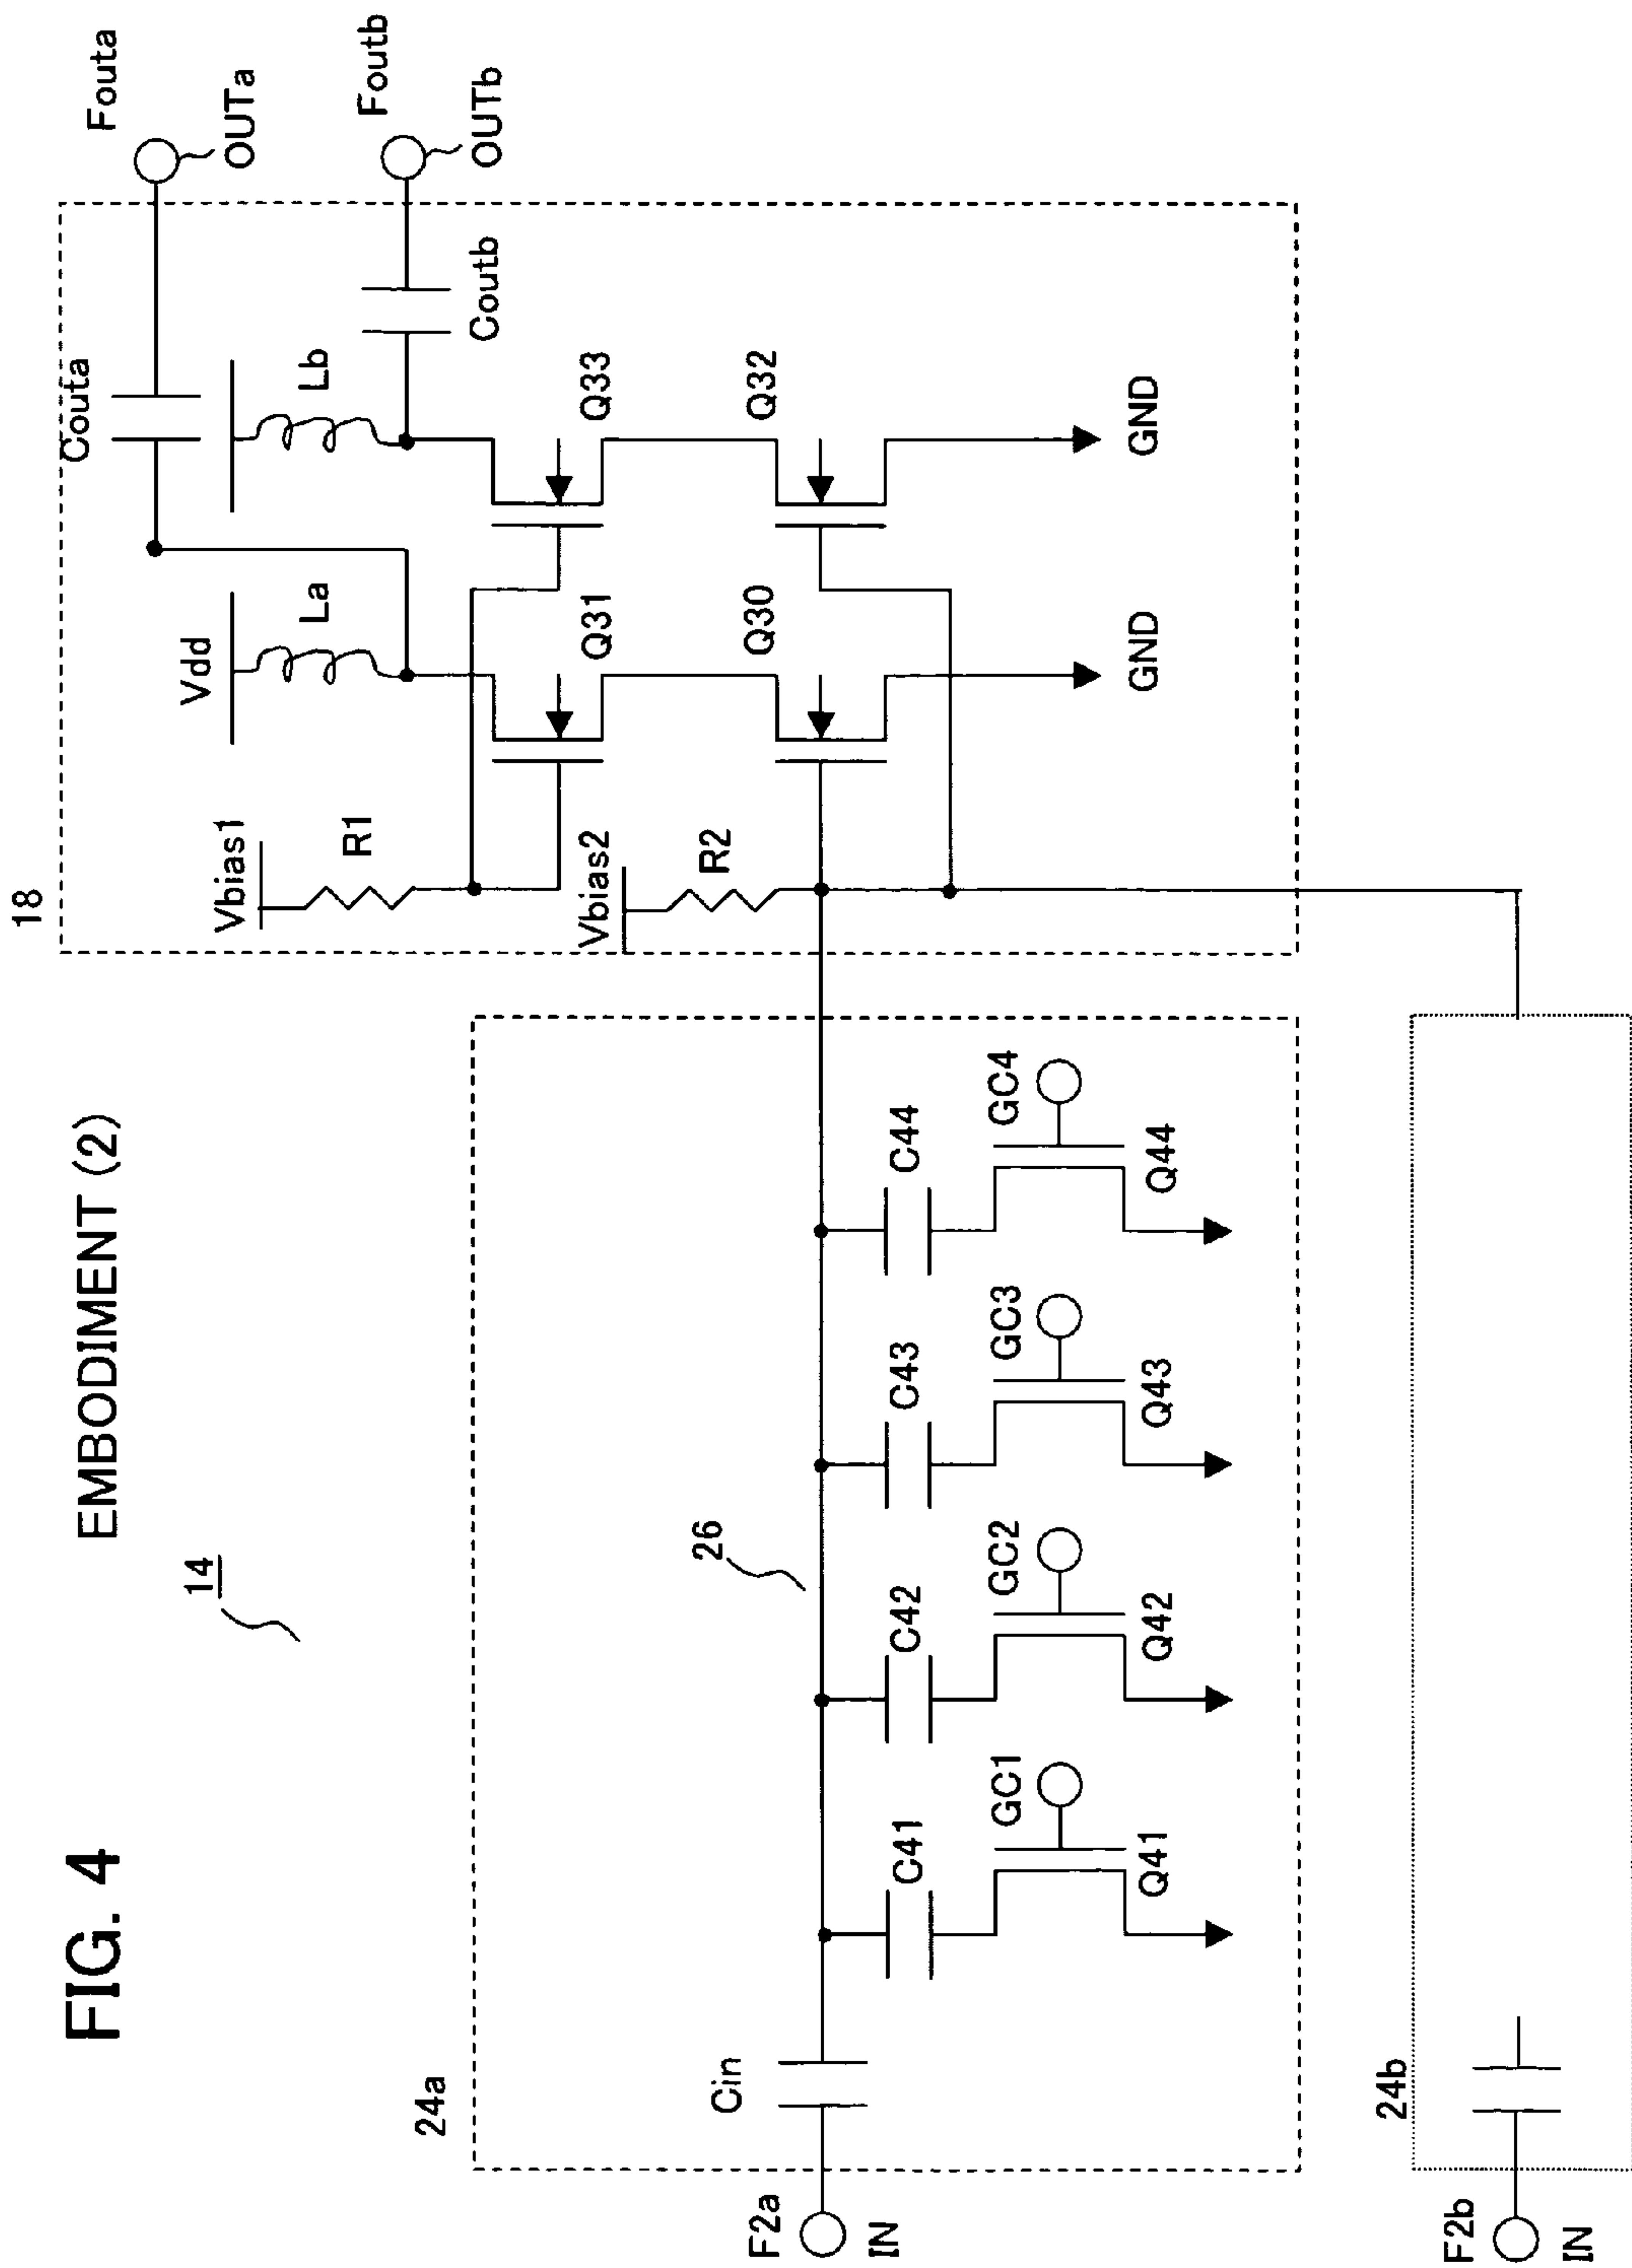 FIG. 4
EMBODIMENT (2)
14
18
Fouta
OUTa
Couta
Foutb
OUTb
Coutb
Vdd
La
Lb
Vbias1
R1
Q31
Q33
Vbias2
R2
Q30
Q32
GND
GND
24a
26
F2a
IN
Cin
C41
C42
C43
C44
GC1
GC2
GC3
GC4
Q41
Q42
Q43
Q44
24b
F2b
IN